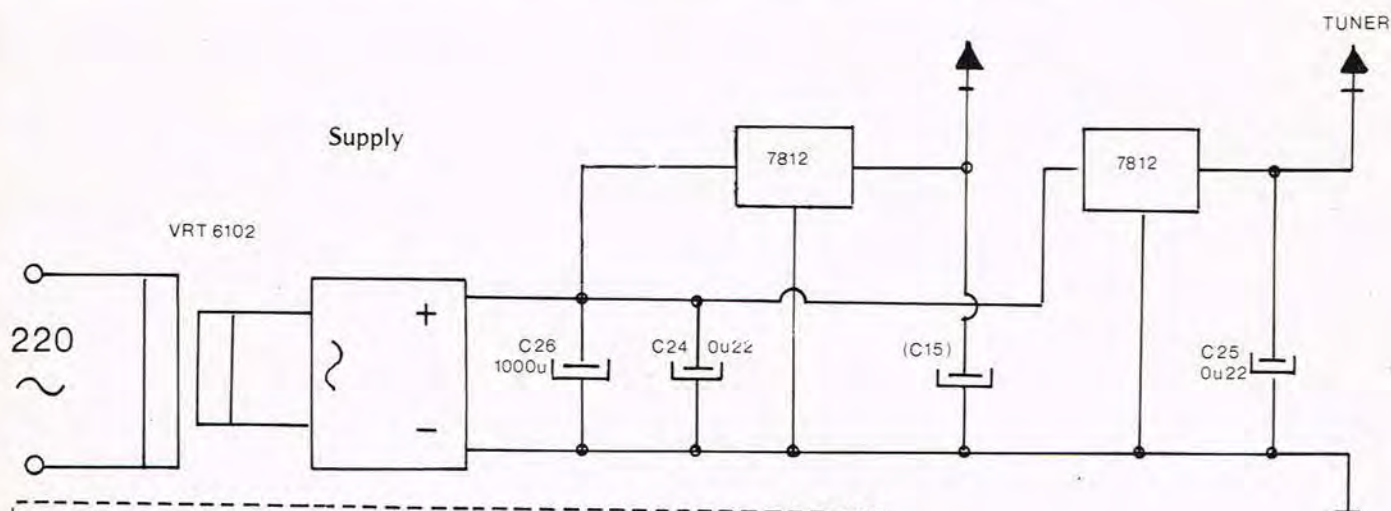 TUNER
Supply
7812
7812
VRT 6102
+
220
C26
1000u
C24 0u22
(C15)
C25
0u22
~
~
-